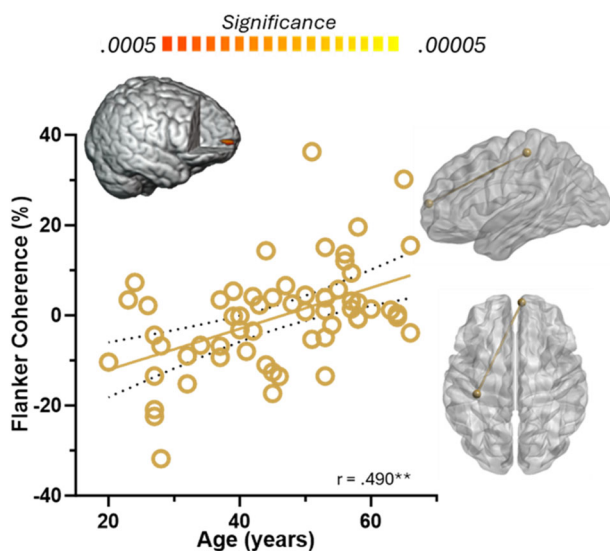 Significance
.0005 .00005
Flanker Coherence (%)
40
20
0
-20
-40
r = .490**
20 40 60
Age (years)